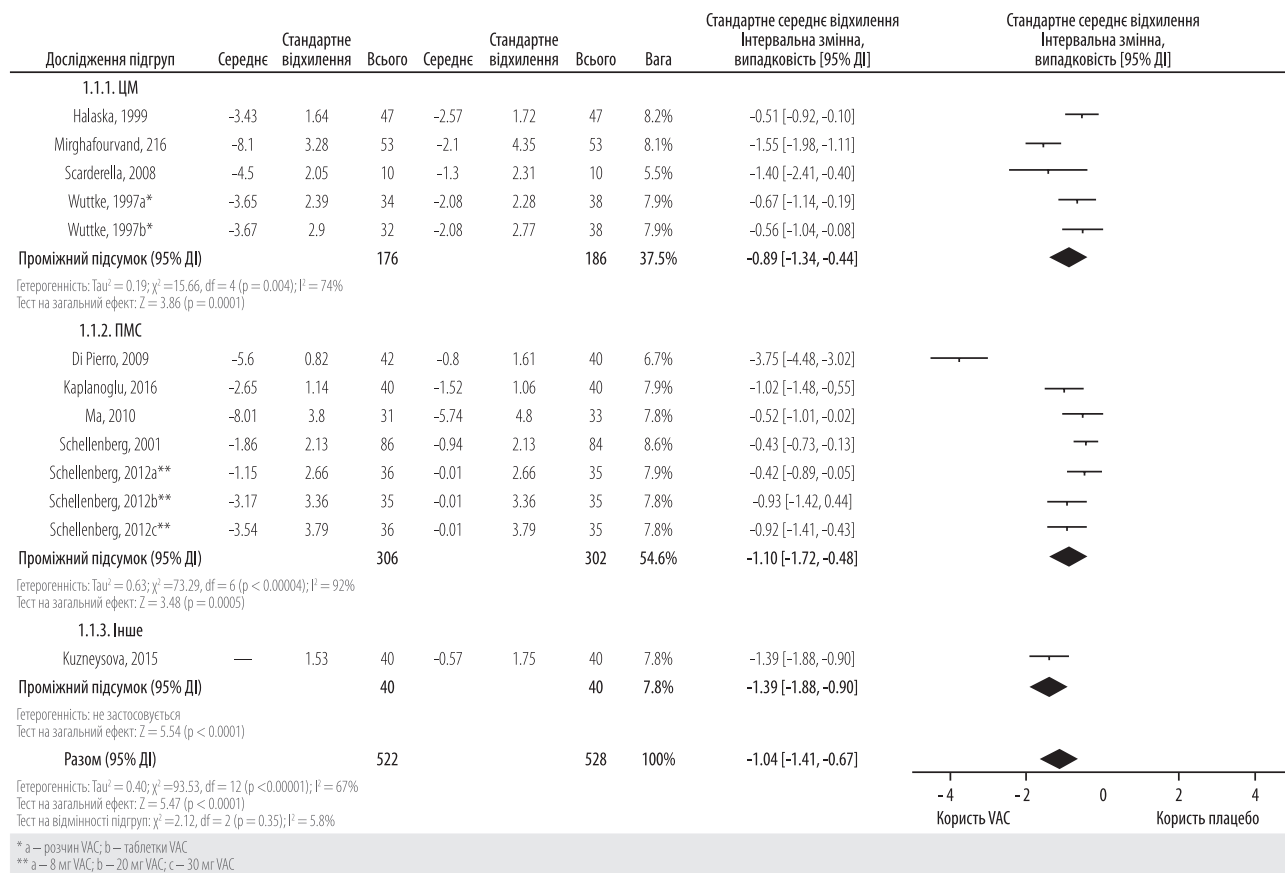 Дослідження підгруп Середнє Стандартне відхилення Всього Середнє Стандартне відхилення Всього Вага Стандартне середнє відхилення Інтервальна змінна, випадковість [95% ДІ] Стандартне середнє відхилення Інтервальна змінна, випадковість [95% ДІ]
1.1.1. ЦМ
Halaska, 1999 –3.43 1.64 47 –2.57 1.72 47 8.2% –0.51 [–0.92, –0.10]
Mirghafourvand, 216 –8.1 3.28 53 –2.1 4.35 53 8.1% –1.55 [–1.98, –1.11]
Scarderella, 2008 –4.5 2.05 10 –1.3 2.31 10 5.5% –1.40 [–2.41, –0.40]
Wuttke, 1997a* –3.65 2.39 34 –2.08 2.28 38 7.9% –0.67 [–1.14, –0.19]
Wuttke, 1997b* –3.67 2.9 32 –2.08 2.77 38 7.9% –0.56 [–1.04, –0.08]
Проміжний підсумок (95% ДІ) 176 186 37.5% –0.89 [–1.34, –0.44]
Гетерогенність: Tau² = 0.19; χ² =15.66, df = 4 (p = 0.004); I² = 74%
Тест на загальний ефект: Z = 3.86 (p = 0.0001)
1.1.2. ПМС
Di Pierro, 2009 –5.6 0.82 42 –0.8 1.61 40 6.7% –3.75 [–4.48, –3.02]
Kaplanoglu, 2016 –2.65 1.14 40 –1.52 1.06 40 7.9% –1.02 [–1.48, –0,55]
Ma, 2010 –8.01 3.8 31 –5.74 4.8 33 7.8% –0.52 [–1.01, –0.02]
Schellenberg, 2001 –1.86 2.13 86 –0.94 2.13 84 8.6% –0.43 [–0.73, –0.13]
Schellenberg, 2012a** –1.15 2.66 36 –0.01 2.66 35 7.9% –0.42 [–0.89, –0.05]
Schellenberg, 2012b** –3.17 3.36 35 –0.01 3.36 35 7.8% –0.93 [–1.42, 0.44]
Schellenberg, 2012c** –3.54 3.79 36 –0.01 3.79 35 7.8% –0.92 [–1.41, –0.43]
Проміжний підсумок (95% ДІ) 306 302 54.6% –1.10 [–1.72, –0.48]
Гетерогенність: Tau² = 0.63; χ² =73.29, df = 6 (p < 0.00004); I² = 92%
Тест на загальний ефект: Z = 3.48 (p = 0.0005)
1.1.3. Інше
Kuzneysova, 2015 — 1.53 40 –0.57 1.75 40 7.8% –1.39 [–1.88, –0.90]
Проміжний підсумок (95% ДІ) 40 40 7.8% –1.39 [–1.88, –0.90]
Гетерогенність: не застосовується
Тест на загальний ефект: Z = 5.54 (p < 0.0001)
Разом (95% ДІ) 522 528 100% –1.04 [–1.41, –0.67]
Гетерогенність: Tau² = 0.40; χ² =93.53, df = 12 (p <0.00001); I² = 67%
Тест на загальний ефект: Z = 5.47 (p < 0.0001)
Тест на відмінності підгруп: χ² =2.12, df = 2 (p = 0.35); I² = 5.8%
- 4 - 2 0 2 4
Користь VAC Користь плацебо
* a — розчин VAC; b — таблетки VAC
** a — 8 мг VAC; b — 20 мг VAC; c — 30 мг VAC